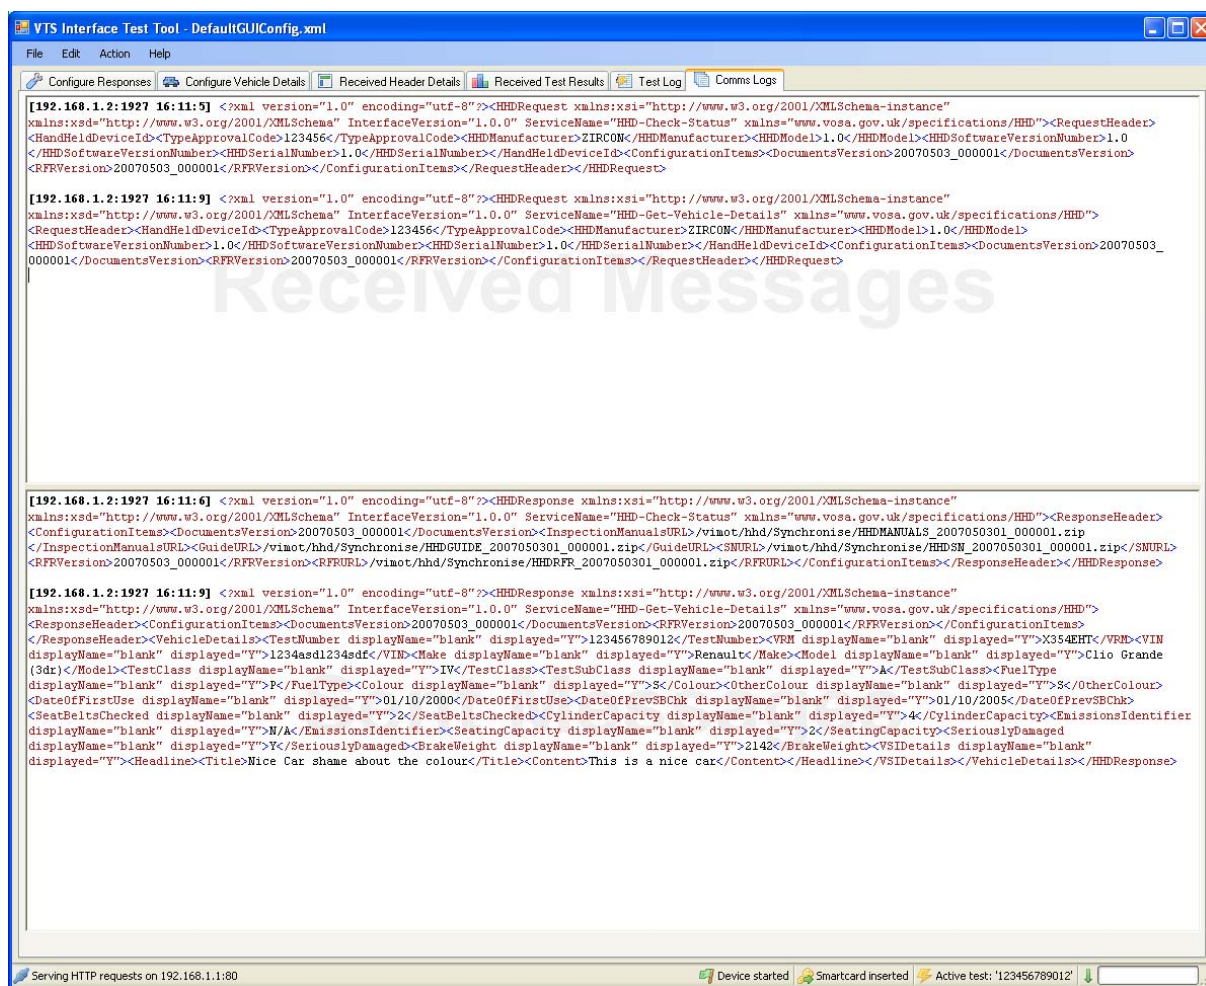 VTS Interface Test Tool - DefaultGUIConfig.xml
File Edit Action Help
Configure Responses Configure Vehicle Details Received Header Details Received Test Results Test Log Comms Logs
[192.168.1.2:1927 16:11:5] <?xml version="1.0" encoding="utf-8"?><HHDRequest xmlns:xsi="http://www.w3.org/2001/XMLSchema-instance"
xmlns:xsd="http://www.w3.org/2001/XMLSchema" InterfaceVersion="1.0.0" ServiceName="HHD-Check-Status" xmlns="www.vosa.gov.uk/specifications/HHD"><RequestHeader>
<HandHeldDeviceId><TypeApprovalCode>123456</TypeApprovalCode><HHDManufacturer>ZIRCON</HHDManufacturer><HHDModel>1.0</HHDModel><HHDSoftwareVersionNumber>1.0
</HHDSoftwareVersionNumber><HHDSerialNumber>1.0</HHDSerialNumber></HandHeldDeviceId><ConfigurationItems><DocumentsVersion>20070503_000001</DocumentsVersion>
<RFRVersion>20070503_000001</RFRVersion></ConfigurationItems></RequestHeader></HHDRequest>
[192.168.1.2:1927 16:11:9] <?xml version="1.0" encoding="utf-8"?><HHDRequest xmlns:xsi="http://www.w3.org/2001/XMLSchema-instance"
xmlns:xsd="http://www.w3.org/2001/XMLSchema" InterfaceVersion="1.0.0" ServiceName="HHD-Get-Vehicle-Details" xmlns="www.vosa.gov.uk/specifications/HHD">
<RequestHeader><HandHeldDeviceId><TypeApprovalCode>123456</TypeApprovalCode><HHDManufacturer>ZIRCON</HHDManufacturer><HHDModel>1.0</HHDModel>
<HHDSoftwareVersionNumber>1.0</HHDSoftwareVersionNumber><HHDSerialNumber>1.0</HHDSerialNumber></HandHeldDeviceId><ConfigurationItems><DocumentsVersion>20070503_
000001</DocumentsVersion><RFRVersion>20070503_000001</RFRVersion></ConfigurationItems></RequestHeader></HHDRequest>
Received Messages
[192.168.1.2:1927 16:11:6] <?xml version="1.0" encoding="utf-8"?><HHDResponse xmlns:xsi="http://www.w3.org/2001/XMLSchema-instance"
xmlns:xsd="http://www.w3.org/2001/XMLSchema" InterfaceVersion="1.0.0" ServiceName="HHD-Check-Status" xmlns="www.vosa.gov.uk/specifications/HHD"><ResponseHeader>
<ConfigurationItems><DocumentsVersion>20070503_000001</DocumentsVersion><InspectionManualsURL>/vimot/hhd/Synchronise/HHDMANUALS_2007050301_000001.zip
</InspectionManualsURL><GuideURL>/vimot/hhd/Synchronise/HHDGUIDE_2007050301_000001.zip</GuideURL><SNURL>/vimot/hhd/Synchronise/HHDSN_2007050301_000001.zip</SNURL>
<RFRVersion>20070503_000001</RFRVersion><RFRURL>/vimot/hhd/Synchronise/HHDRFR_2007050301_000001.zip</RFRURL></ConfigurationItems></ResponseHeader></HHDResponse>
[192.168.1.2:1927 16:11:9] <?xml version="1.0" encoding="utf-8"?><HHDResponse xmlns:xsi="http://www.w3.org/2001/XMLSchema-instance"
xmlns:xsd="http://www.w3.org/2001/XMLSchema" InterfaceVersion="1.0.0" ServiceName="HHD-Get-Vehicle-Details" xmlns="www.vosa.gov.uk/specifications/HHD">
<ResponseHeader><ConfigurationItems><DocumentsVersion>20070503_000001</DocumentsVersion><RFRVersion>20070503_000001</RFRVersion></ConfigurationItems>
</ResponseHeader><VehicleDetails><TestNumber displayName="blank" displayed="Y">123456789012</TestNumber><VRM displayName="blank" displayed="Y">X354EHT</VRM><VIN
displayName="blank" displayed="Y">1234asd1234sdf</VIN><Make displayName="blank" displayed="Y">Renault</Make><Model displayName="blank" displayed="Y">Clio Grande
(3dr)</Model><TestClass displayName="blank" displayed="Y">IV</TestClass><TestSubClass displayName="blank" displayed="Y">A</TestSubClass><FuelType
displayName="blank" displayed="Y">P</FuelType><Colour displayName="blank" displayed="Y">S</Colour><OtherColour displayName="blank" displayed="Y">S</OtherColour>
<DateOfFirstUse displayName="blank" displayed="Y">01/10/2000</DateOfFirstUse><DateOfPrevSBChk displayName="blank" displayed="Y">01/10/2005</DateOfPrevSBChk>
<SeatBeltsChecked displayName="blank" displayed="Y">2</SeatBeltsChecked><CylinderCapacity displayName="blank" displayed="Y">4</CylinderCapacity><EmissionsIdentifier
displayName="blank" displayed="Y">N/A</EmissionsIdentifier><SeatingCapacity displayName="blank" displayed="Y">2</SeatingCapacity><SeriouslyDamaged
displayName="blank" displayed="Y">Y</SeriouslyDamaged><BrakeWeight displayName="blank" displayed="Y">2142</BrakeWeight><VSIDetails displayName="blank"
displayed="Y"><Headline><Title>Nice Car shame about the colour</Title><Content>This is a nice car</Content></Headline></VSIDetails></VehicleDetails></HHDResponse>
Serving HTTP requests on 192.168.1.1:80 Device started Smartcard inserted Active test: '123456789012'